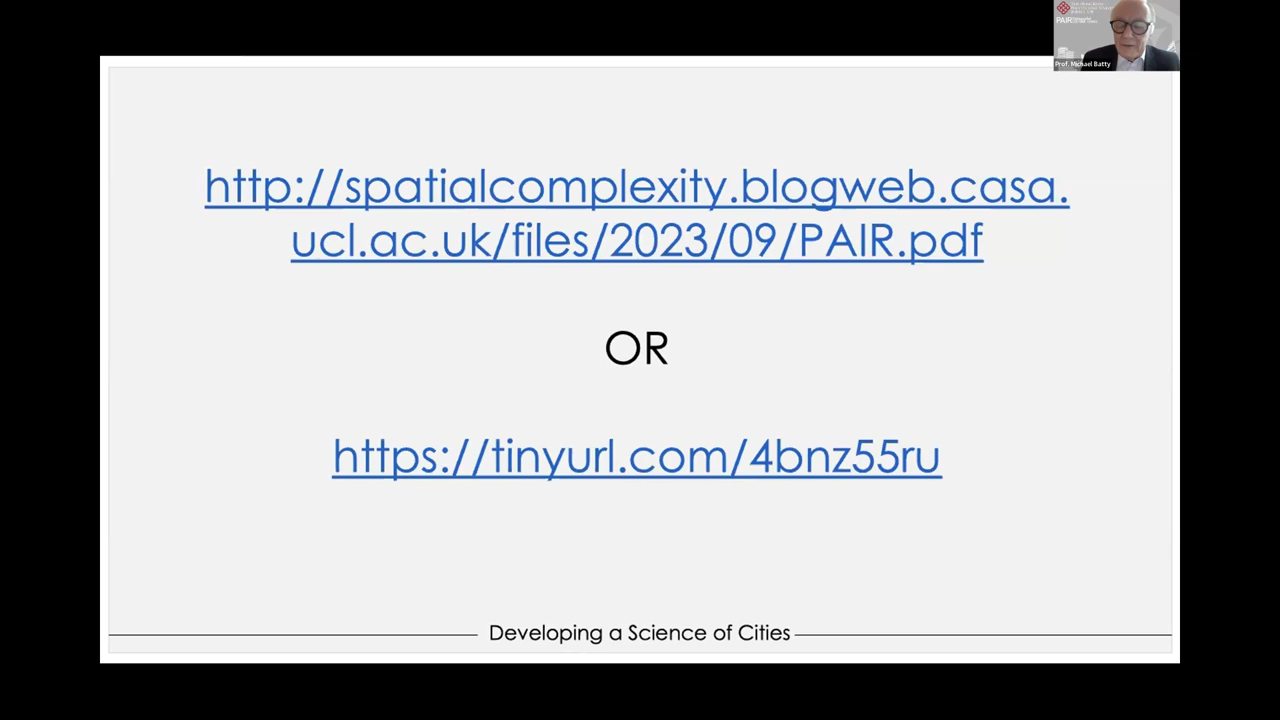 PAIR
Prof. Michael Batty
http://spatialcomplexity.blogweb.casa.
ucl.ac.uk/files/2023/09/PAIR.pdf
OR
https://tinyurl.com/4bnz55ru
Developing a Science of Cities